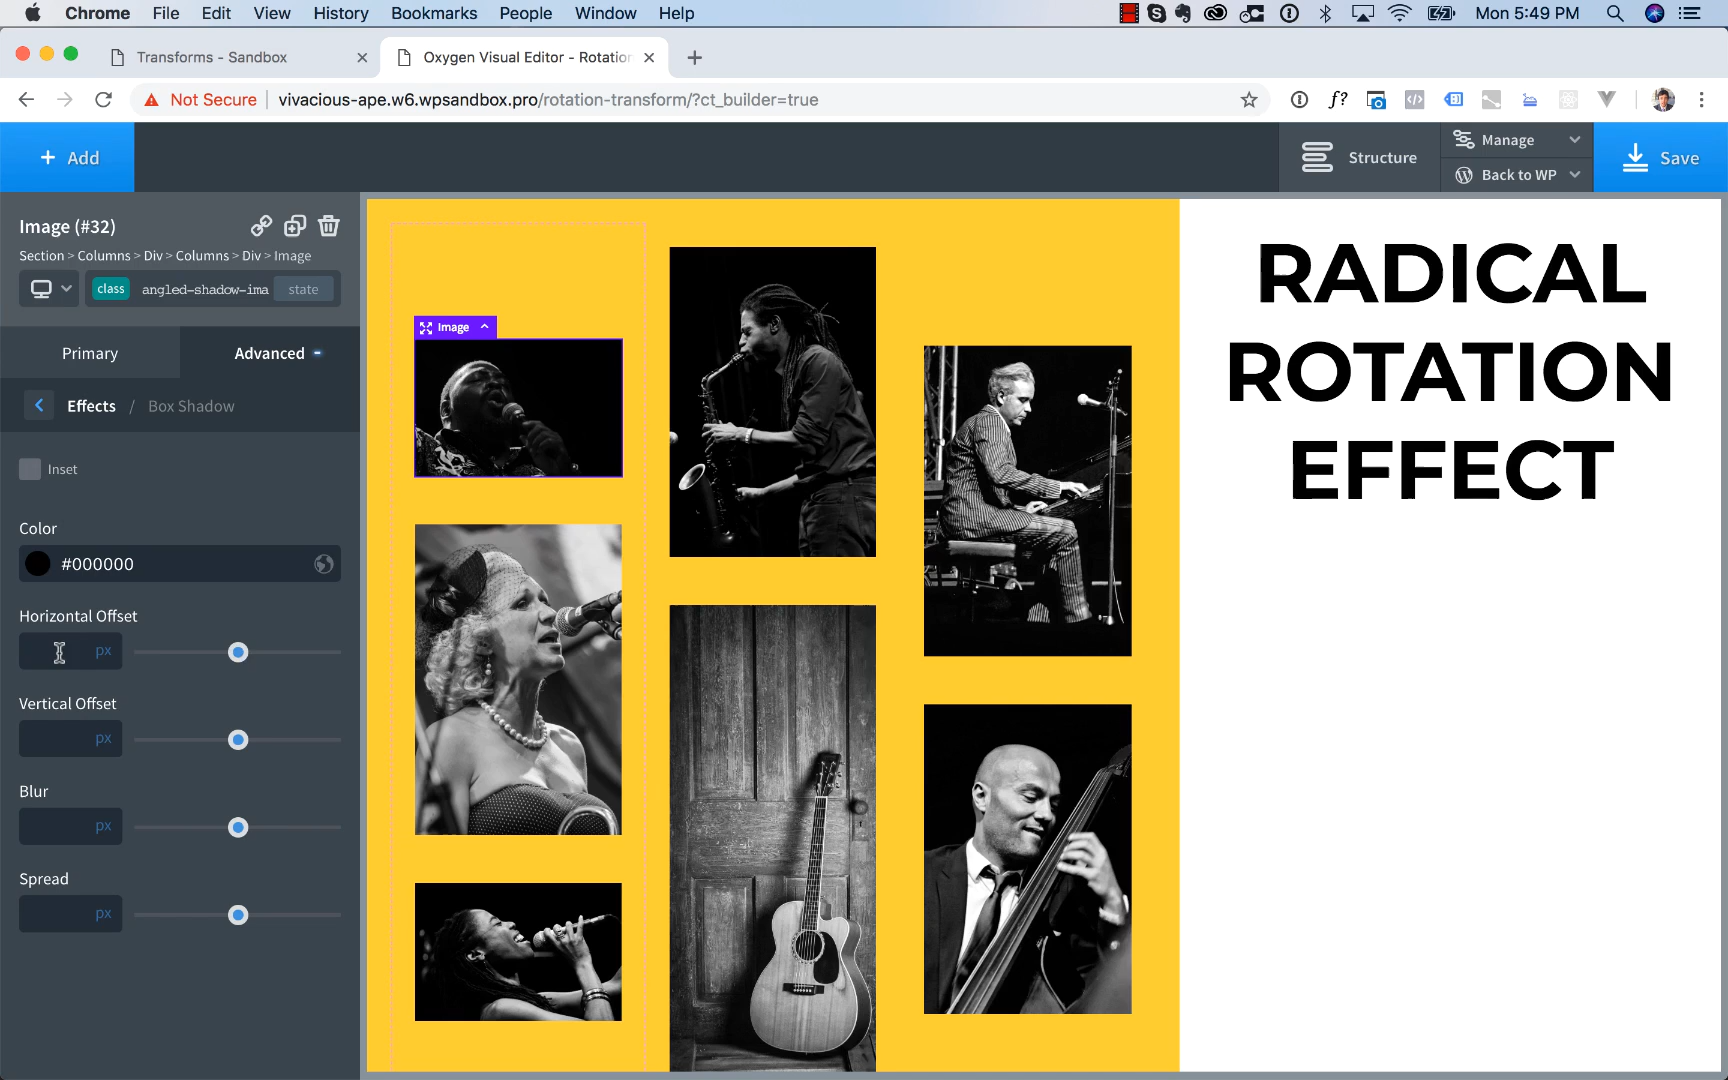 Chrome File Edit View History Bookmarks People Window Help Mon 5:49 PM
Transforms - Sandbox
Oxygen Visual Editor - Rotatio
Not Secure vivacious-ape.w6.wpsandbox.pro/rotation-transform/?ct_builder=true
f?
+ Add
Structure
Manage
Back to WP
Save
Image (#32)
Section > Columns > Div > Columns > Div > Image
class angled-shadow-ima state
Primary Advanced
Effects / Box Shadow
Inset
Color
#000000
Horizontal Offset
px
Vertical Offset
px
Blur
px
Spread
px
Image
RADICAL
ROTATION
EFFECT